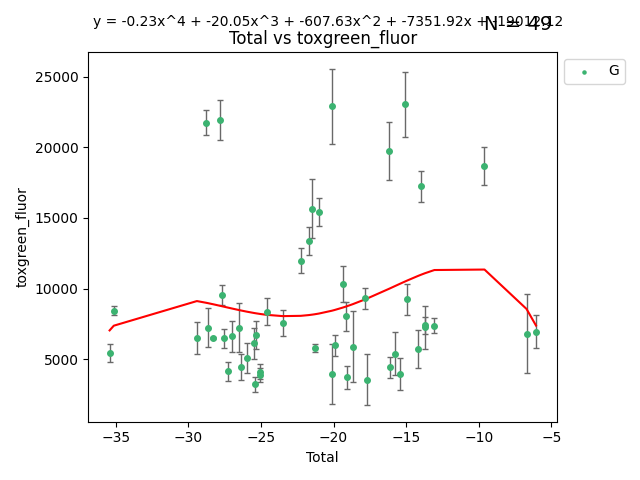 y = -0.23x^4 + -20.05x^3 + -607.63x^2 + -7351.92x +
N = 49
Total vs toxgreen_fluor
G
25000
20000
15000
10000
5000
toxgreen_fluor
−35 −30 −25 −20 −15 −10 −5
Total